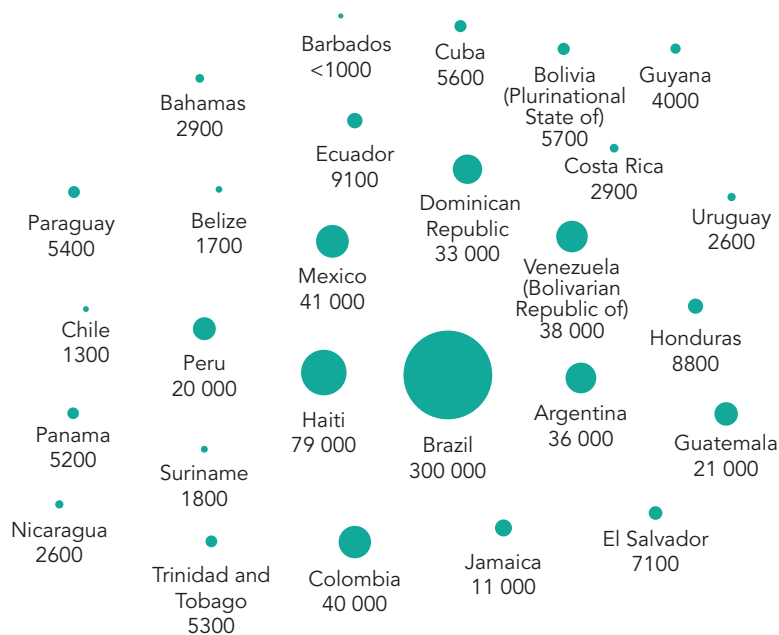 Barbados
<1000
Cuba
5600
Bolivia
(Plurinational
State of)
5700
Guyana
4000
Bahamas
2900
Ecuador
9100
Costa Rica
2900
Dominican
Republic
33 000
Paraguay
5400
Belize
1700
Uruguay
2600
Mexico
41 000
Venezuela
(Bolivarian
Republic of)
38 000
Chile
1300
Peru
20 000
Honduras
8800
Haiti
79 000
Brazil
300 000
Argentina
36 000
Guatemala
21 000
Panama
5200
Suriname
1800
Nicaragua
2600
Trinidad and
Tobago
5300
Colombia
40 000
Jamaica
11 000
El Salvador
7100